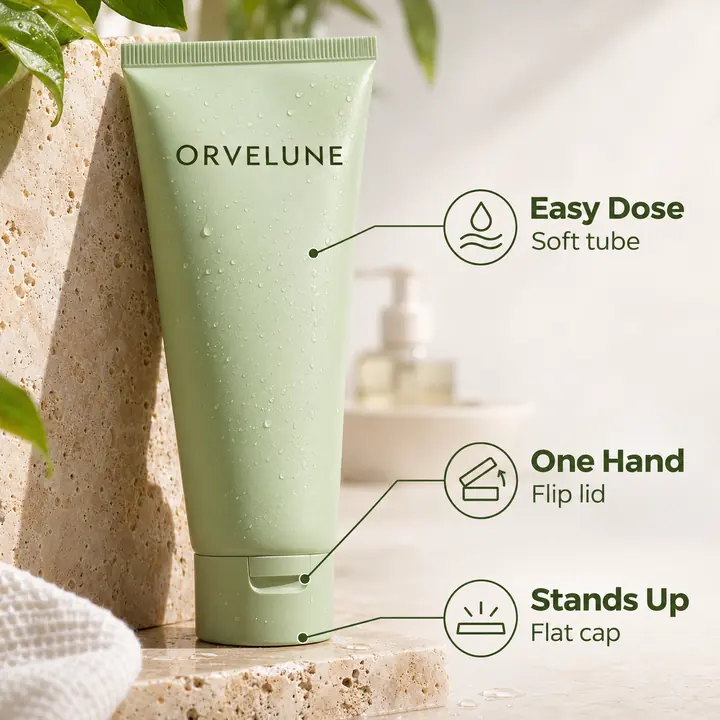 ORVELUNE
Easy Dose
Soft tube
One Hand
Flip lid
Stands Up
Flat cap